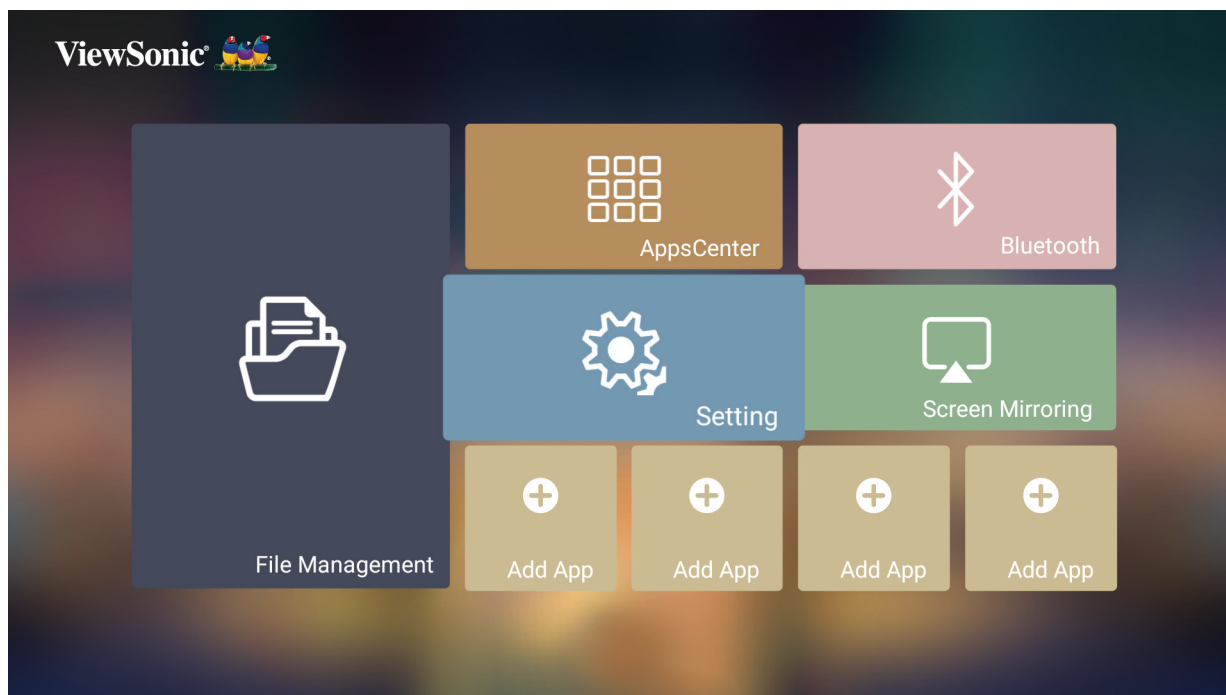 ViewSonic®
AppsCenter
Bluetooth
Setting
Screen Mirroring
File Management
Add App
Add App
Add App
Add App